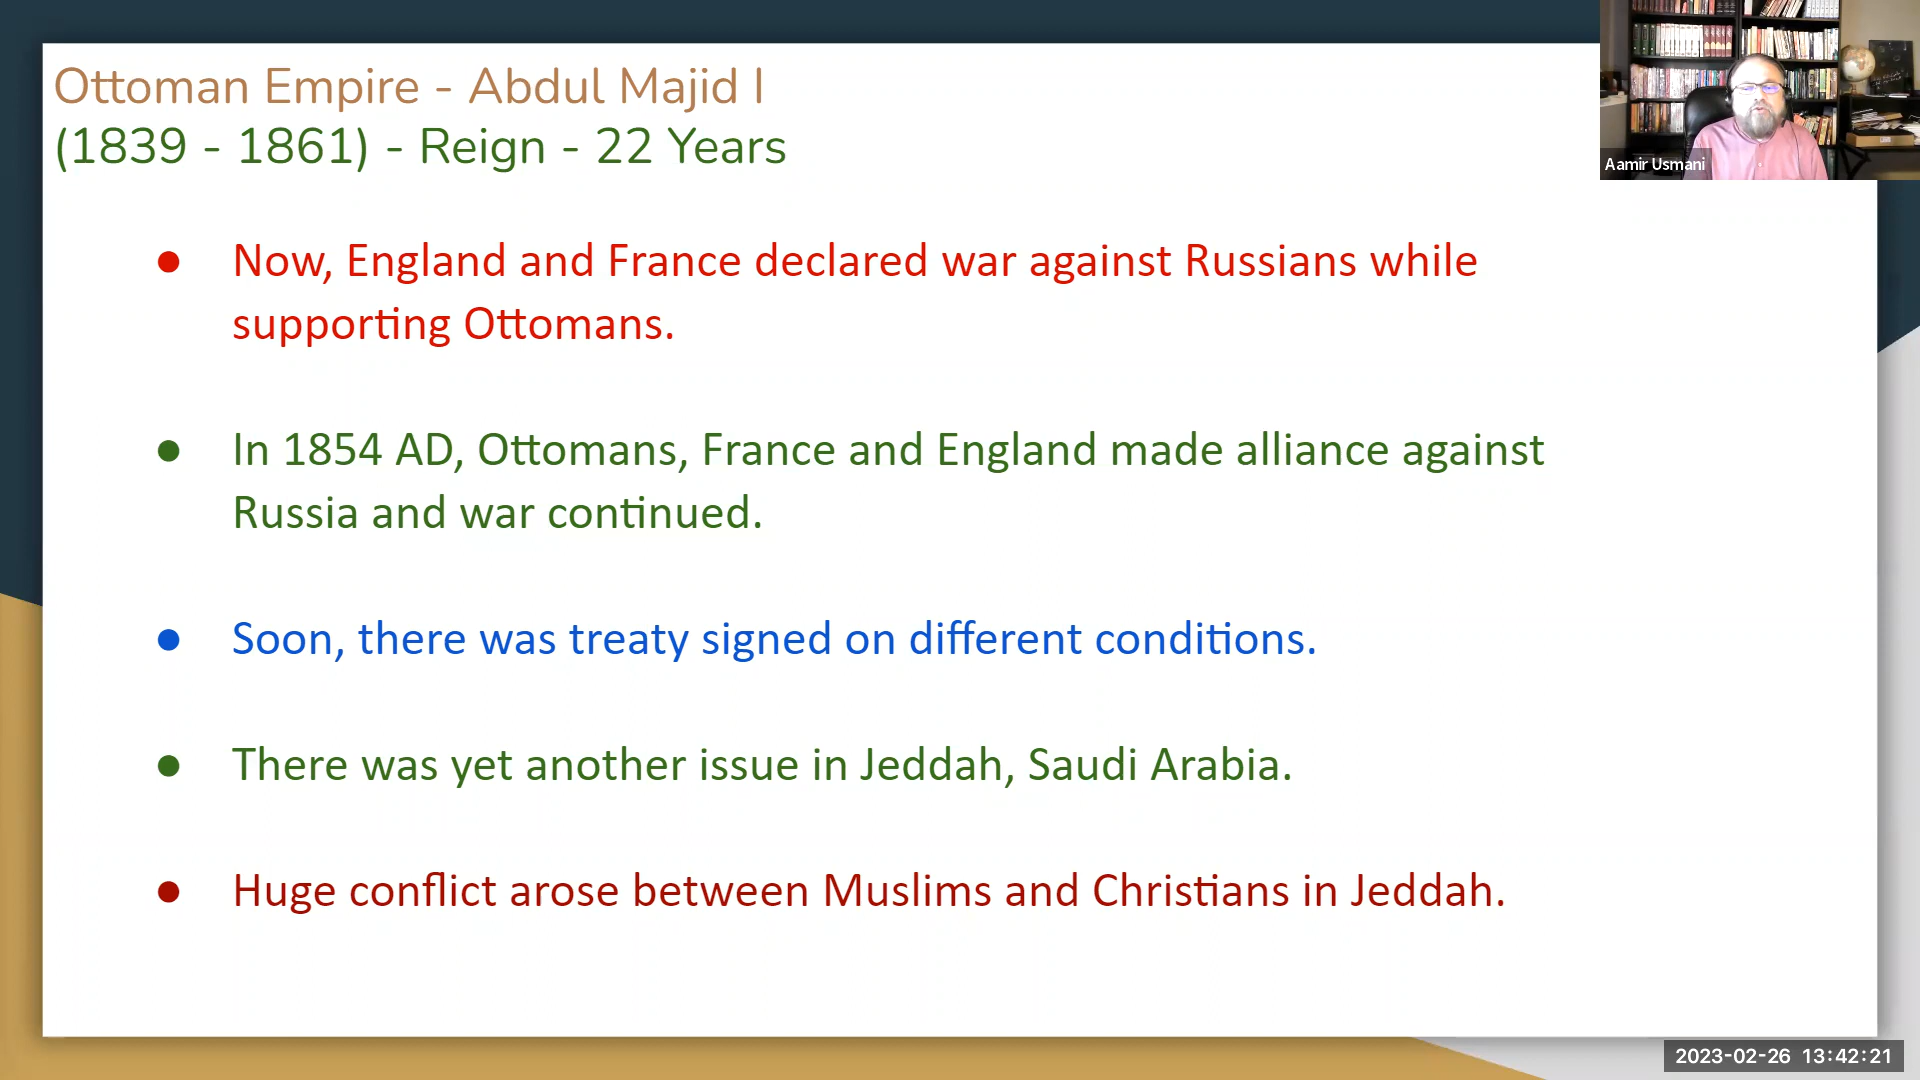 Ottoman Empire - Abdul Majid I
(1839 - 1861) - Reign - 22 Years
Aamir Usmani
● Now, England and France declared war against Russians while
supporting Ottomans.
● In 1854 AD, Ottomans, France and England made alliance against
Russia and war continued.
● Soon, there was treaty signed on different conditions.
● There was yet another issue in Jeddah, Saudi Arabia.
● Huge conflict arose between Muslims and Christians in Jeddah.
2023-02-26 13:42:21